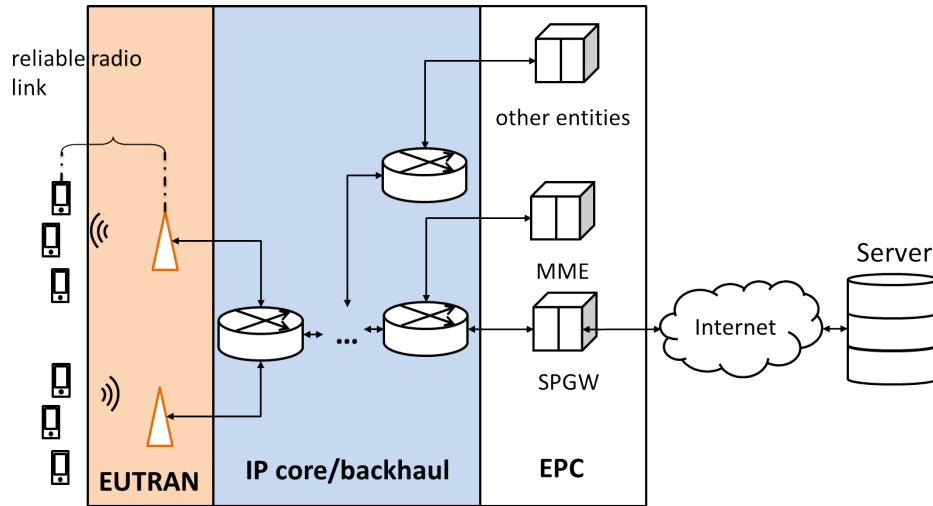 reliable radio
link
other entities
MME
Server
Internet
...
SPGW
EUTRAN
IP core/backhaul
EPC